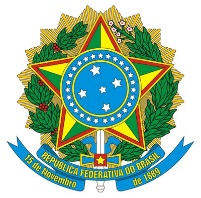 REPÚBLICA FEDERATIVA DO BRASIL
15 de Novembro
de 1889